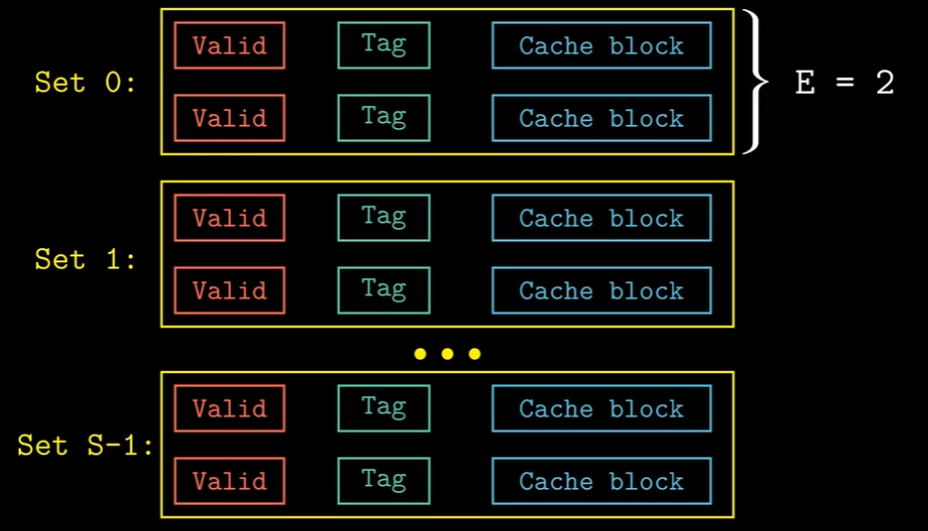 Valid Tag Cache block
Set 0: E = 2
Valid Tag Cache block
Valid Tag Cache block
Set 1:
Valid Tag Cache block
Valid Tag Cache block
Set S-1:
Valid Tag Cache block